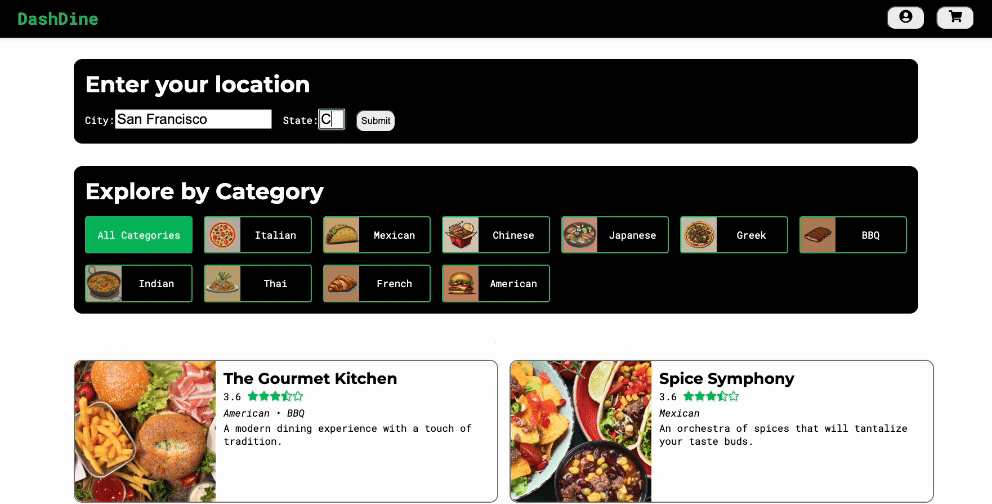 DashDine
Enter your location
City: San Francisco State: C Submit
Explore by Category
All Categories Italian Mexican Chinese Japanese Greek BBQ
Indian Thai French American
The Gourmet Kitchen
3.6
American • BBQ
A modern dining experience with a touch of
tradition.
Spice Symphony
3.6
Mexican
An orchestra of spices that will tantalize
your taste buds.